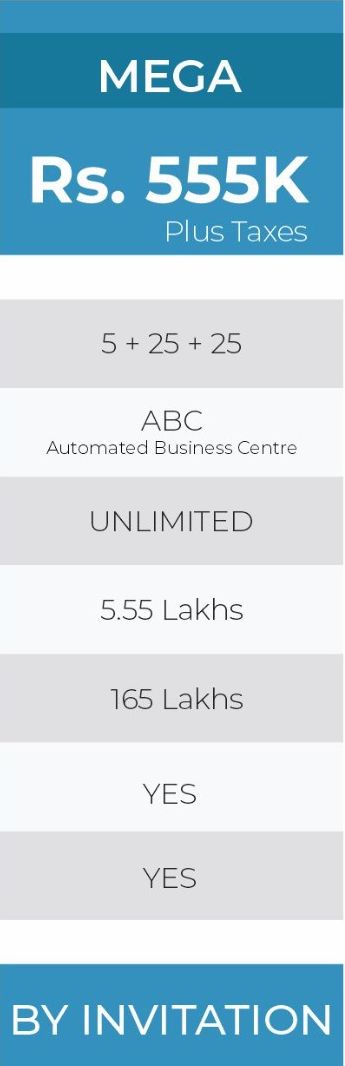 MEGA
Rs. 555K
Plus Taxes
5 + 25 + 25
ABC
Automated Business Centre
UNLIMITED
5.55 Lakhs
165 Lakhs
YES
YES
BY INVITATION